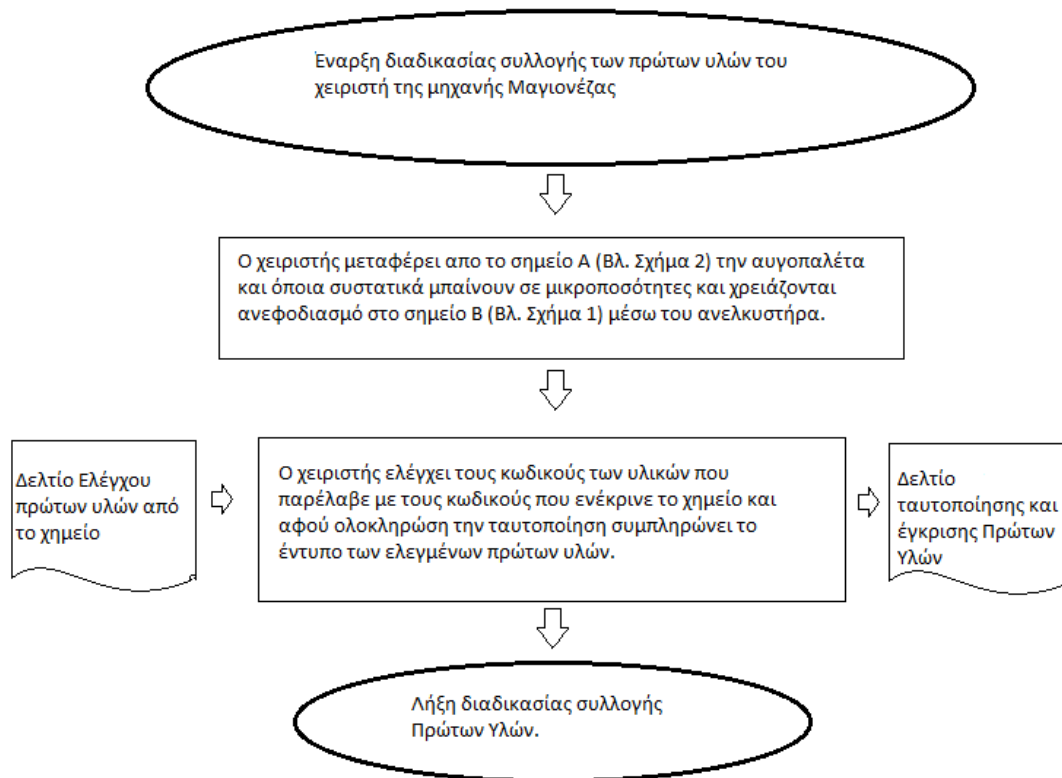 Έναρξη διαδικασίας συλλογής των πρώτων υλών του
χειριστή της μηχανής Μαγιονέζας
Ο χειριστής μεταφέρει απο το σημείο Α (Βλ. Σχήμα 2) την αυγοπαλέτα
και όποια συστατικά μπαίνουν σε μικροποσότητες και χρειάζονται
ανεφοδιασμό στο σημείο Β (Βλ. Σχήμα 1) μέσω του ανελκυστήρα.
Δελτίο Ελέγχου
πρώτων υλών από
το χημείο
Ο χειριστής ελέγχει τους κωδικούς των υλικών που
παρέλαβε με τους κωδικούς που ενέκρινε το χημείο και
αφού ολοκληρώση την ταυτοποίηση συμπληρώνει το
έντυπο των ελεγμένων πρώτων υλών.
Δελτίο
ταυτοποίησης και
έγκρισης Πρώτων
Υλών
Λήξη διαδικασίας συλλογής
Πρώτων Υλών.